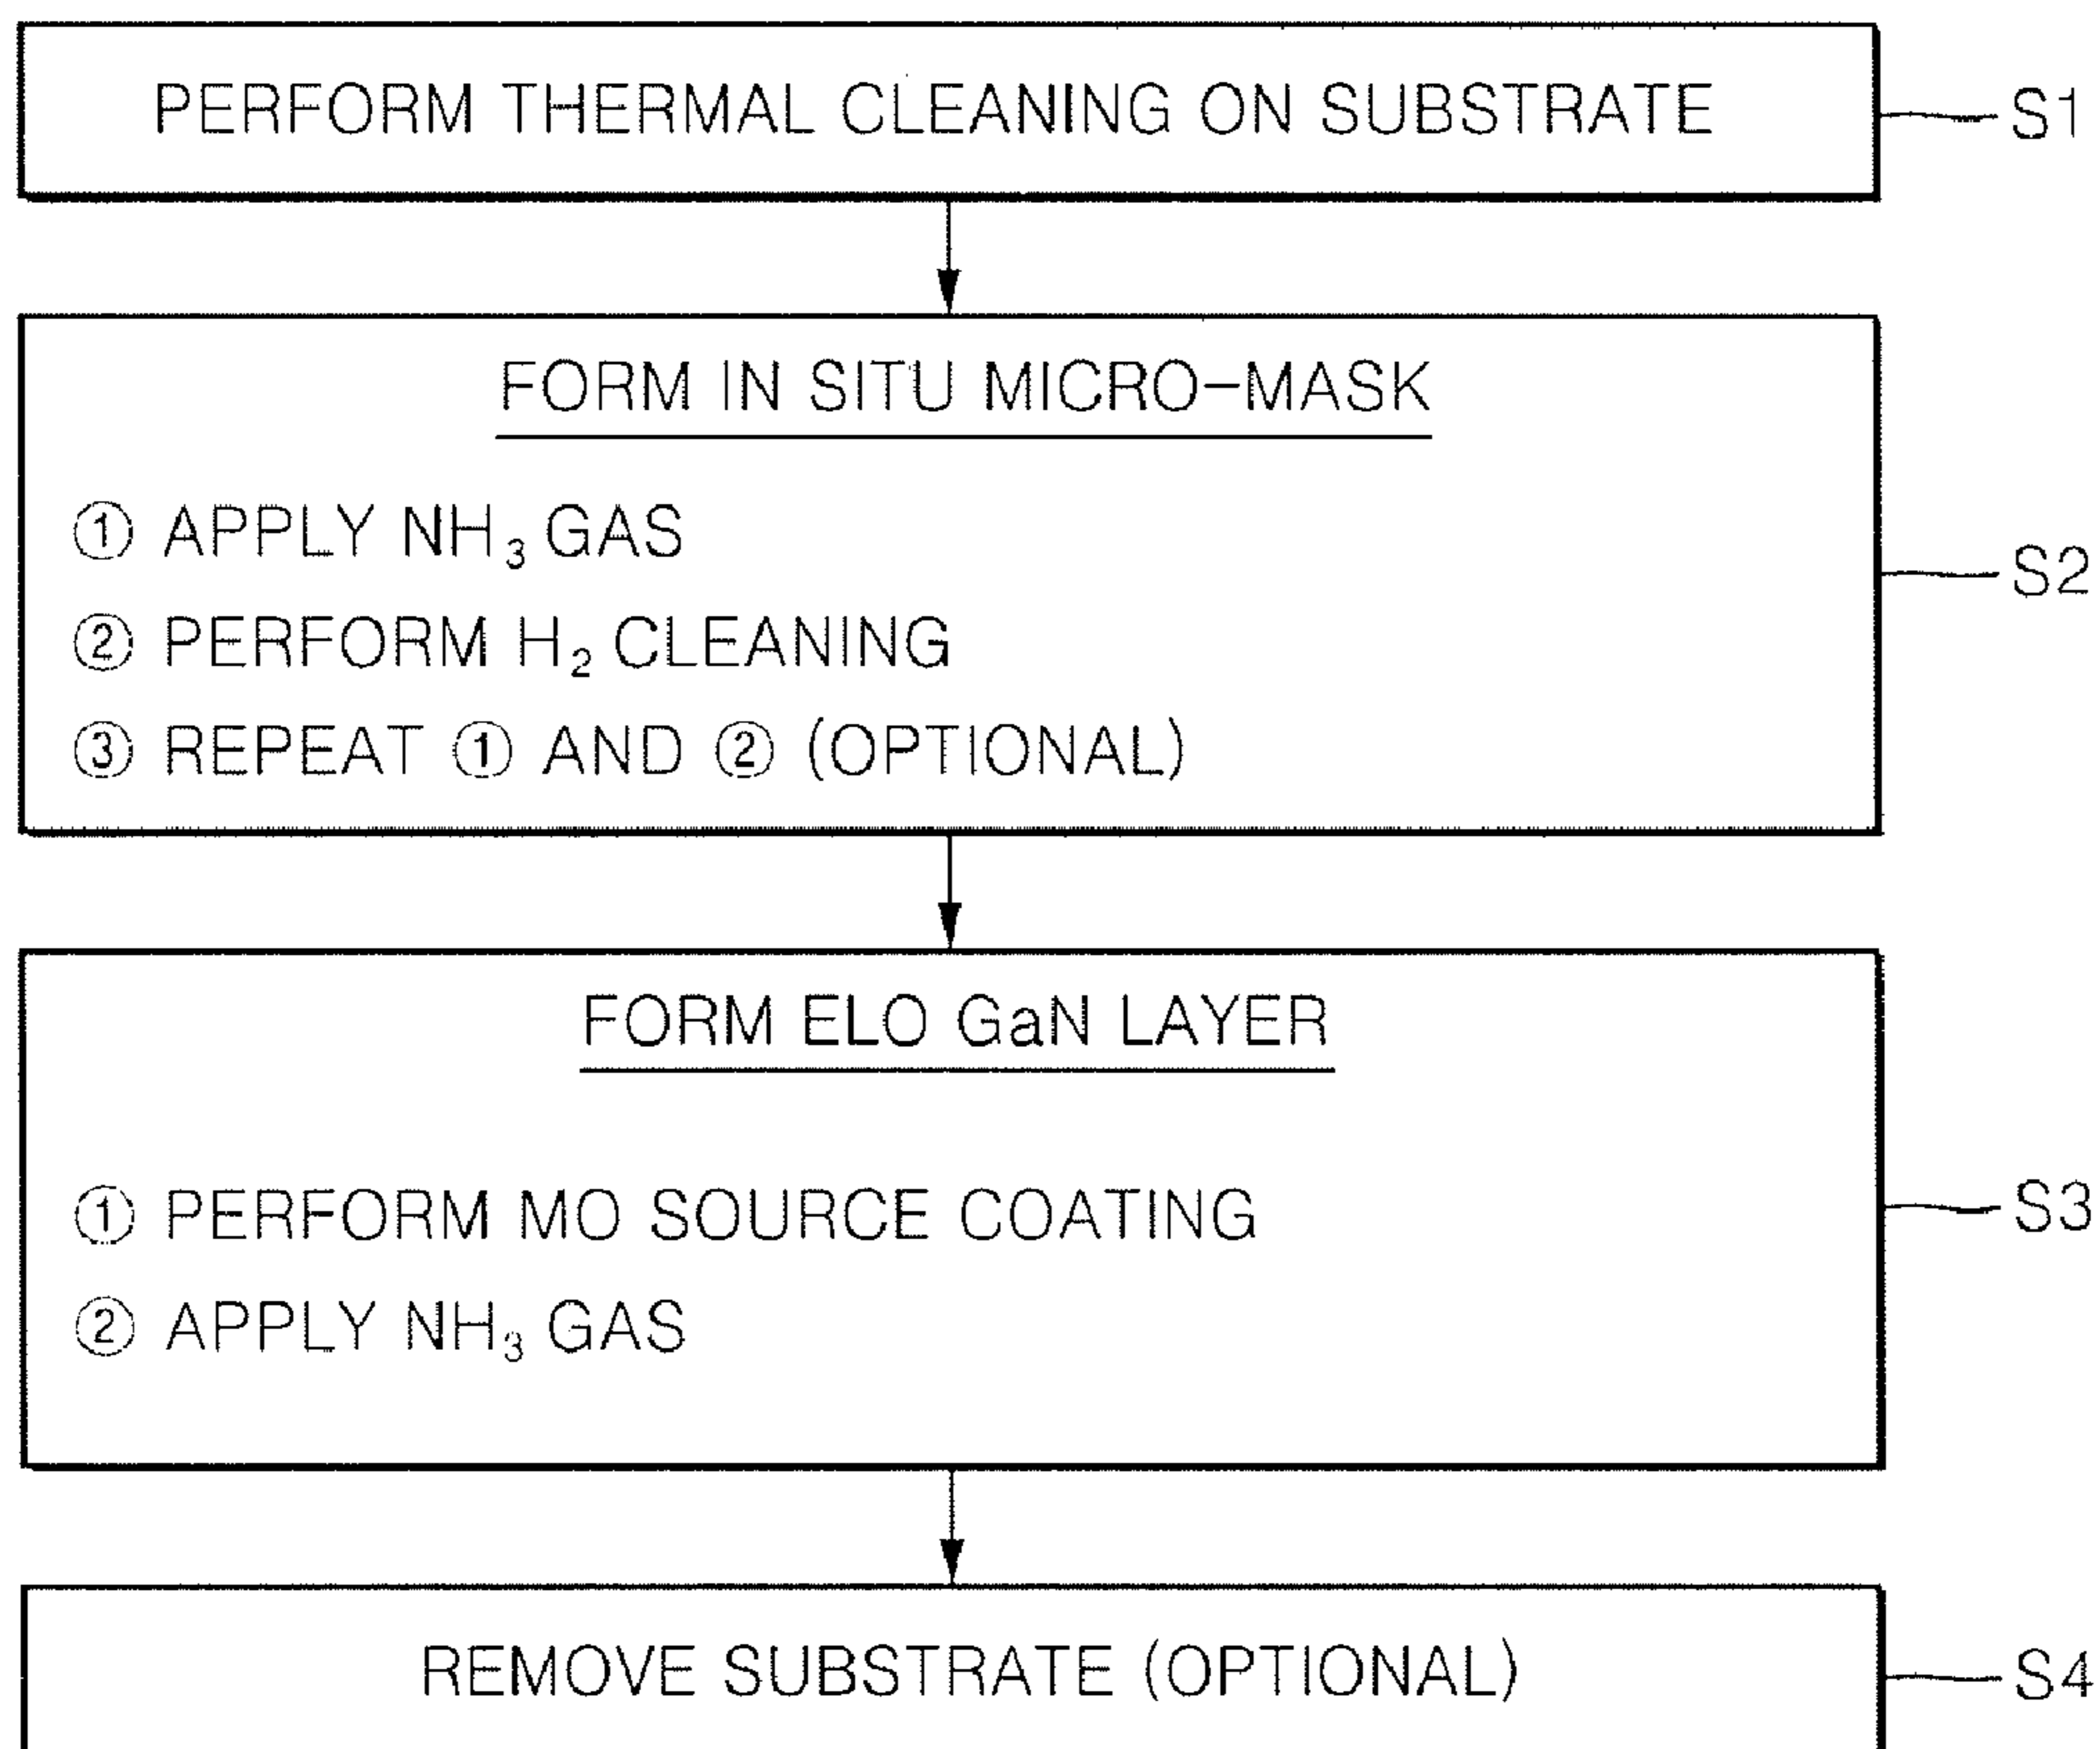 PERFORM THERMAL CLEANING ON SUBSTRATE
S1
FORM IN SITU MICRO-MASK
① APPLY NH₃ GAS
② PERFORM H₂ CLEANING
③ REPEAT ① AND ② (OPTIONAL)
S2
FORM ELO GaN LAYER
① PERFORM MO SOURCE COATING
② APPLY NH₃ GAS
S3
REMOVE SUBSTRATE (OPTIONAL)
S4